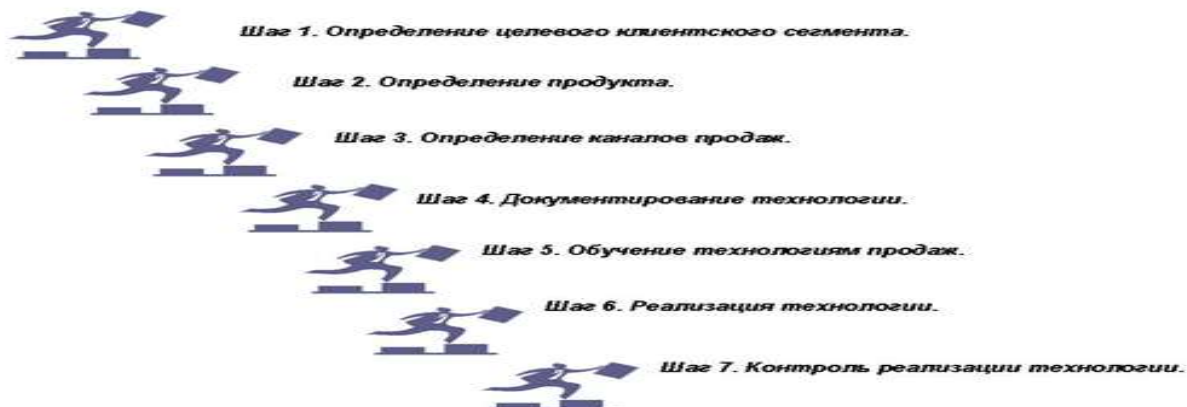 Шаг 1. Определение целевого клиентского сегмента.
Шаг 2. Определение продукта.
Шаг 3. Определение каналов продаж.
Шаг 4. Документирование технологии.
Шаг 5. Обучение технологиям продаж.
Шаг 6. Реализация технологии.
Шаг 7. Контроль реализации технологии.